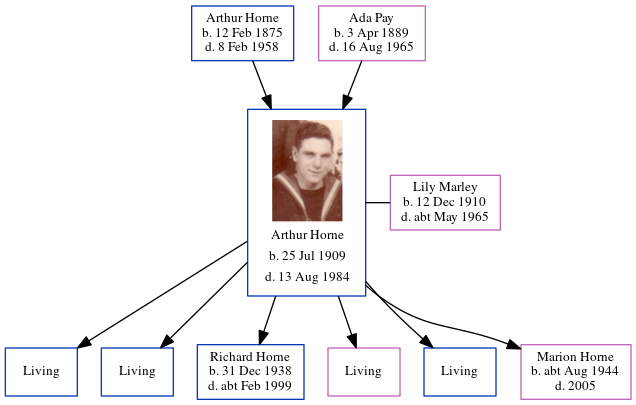 Arthur Horne
b. 12 Feb 1875
d. 8 Feb 1958
Ada Pay
b. 3 Apr 1889
d. 16 Aug 1965
Arthur Horne
b. 25 Jul 1909
d. 13 Aug 1984
Lily Marley
b. 12 Dec 1910
d. abt May 1965
Living
Living
Richard Horne
b. 31 Dec 1938
d. abt Feb 1999
Living
Living
Marion Horne
b. abt Aug 1944
d. 2005